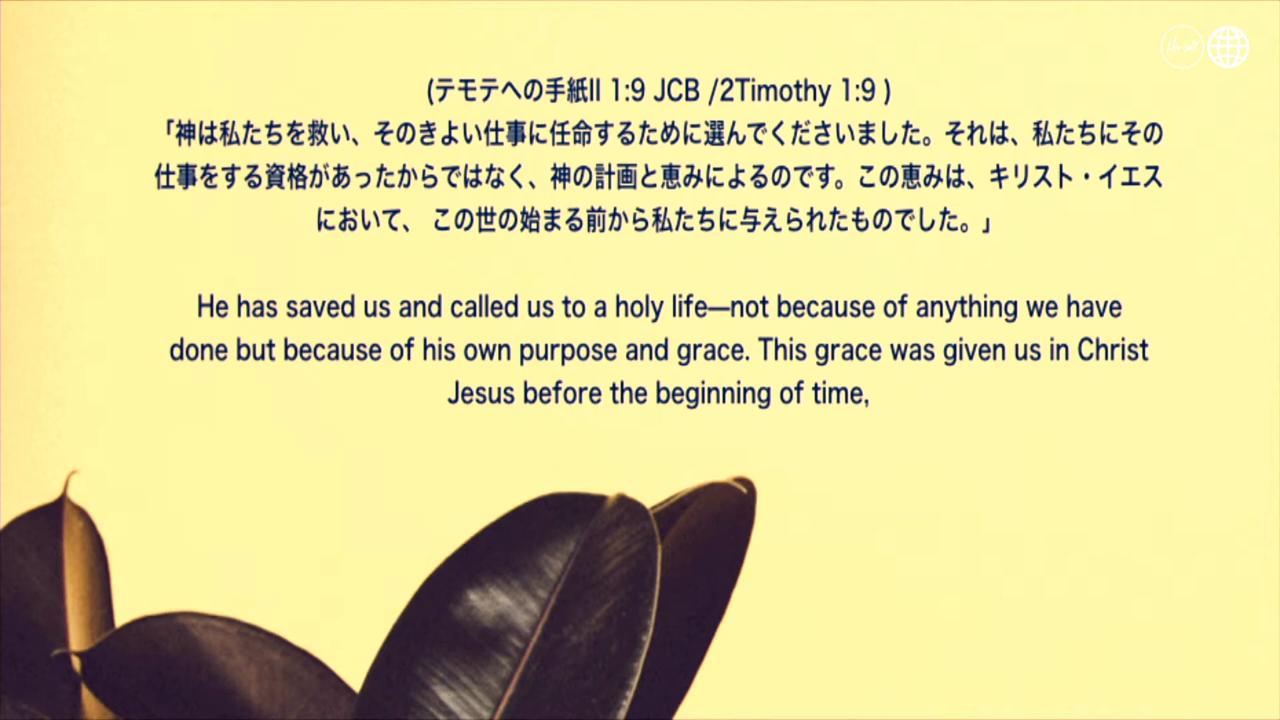 (テモテへの手紙II 1:9 JCB /2Timothy 1:9 )
「神は私たちを救い、そのきよい仕事に任命するために選んでくださいました。それは、私たちにその
仕事をする資格があったからではなく、神の計画と恵みによるのです。この恵みは、キリスト・イエス
において、 この世の始まる前から私たちに与えられたものでした。」
He has saved us and called us to a holy life—not because of anything we have
done but because of his own purpose and grace. This grace was given us in Christ
Jesus before the beginning of time,